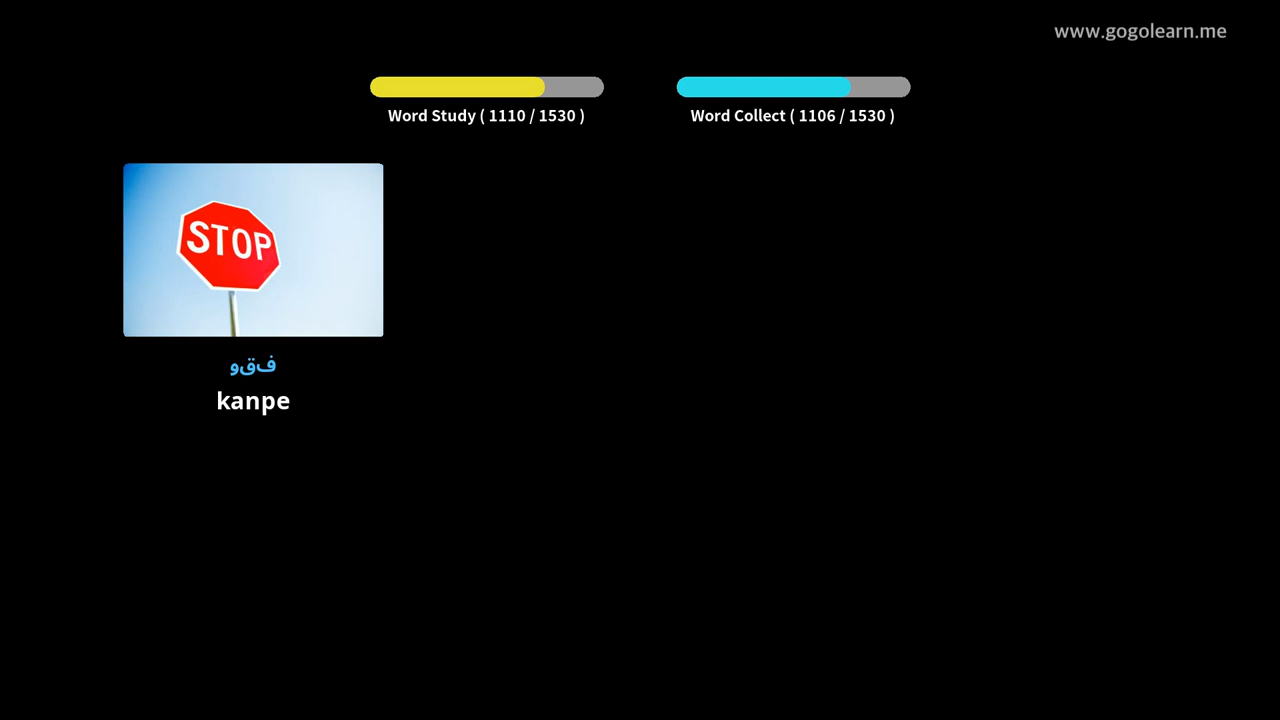 www.gogolearn.me
Word Study ( 1110 / 1530 )
Word Collect ( 1106 / 1530 )
STOP
فقو
kanpe